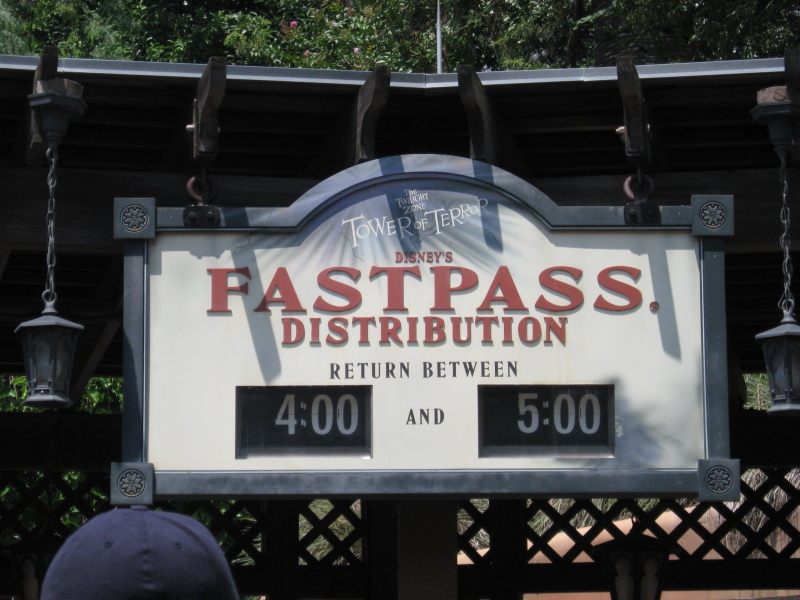 The
Twilight
Zone
Tower of Terror
DISNEY'S
FASTPASS®
DISTRIBUTION
RETURN BETWEEN
4:00 AND 5:00